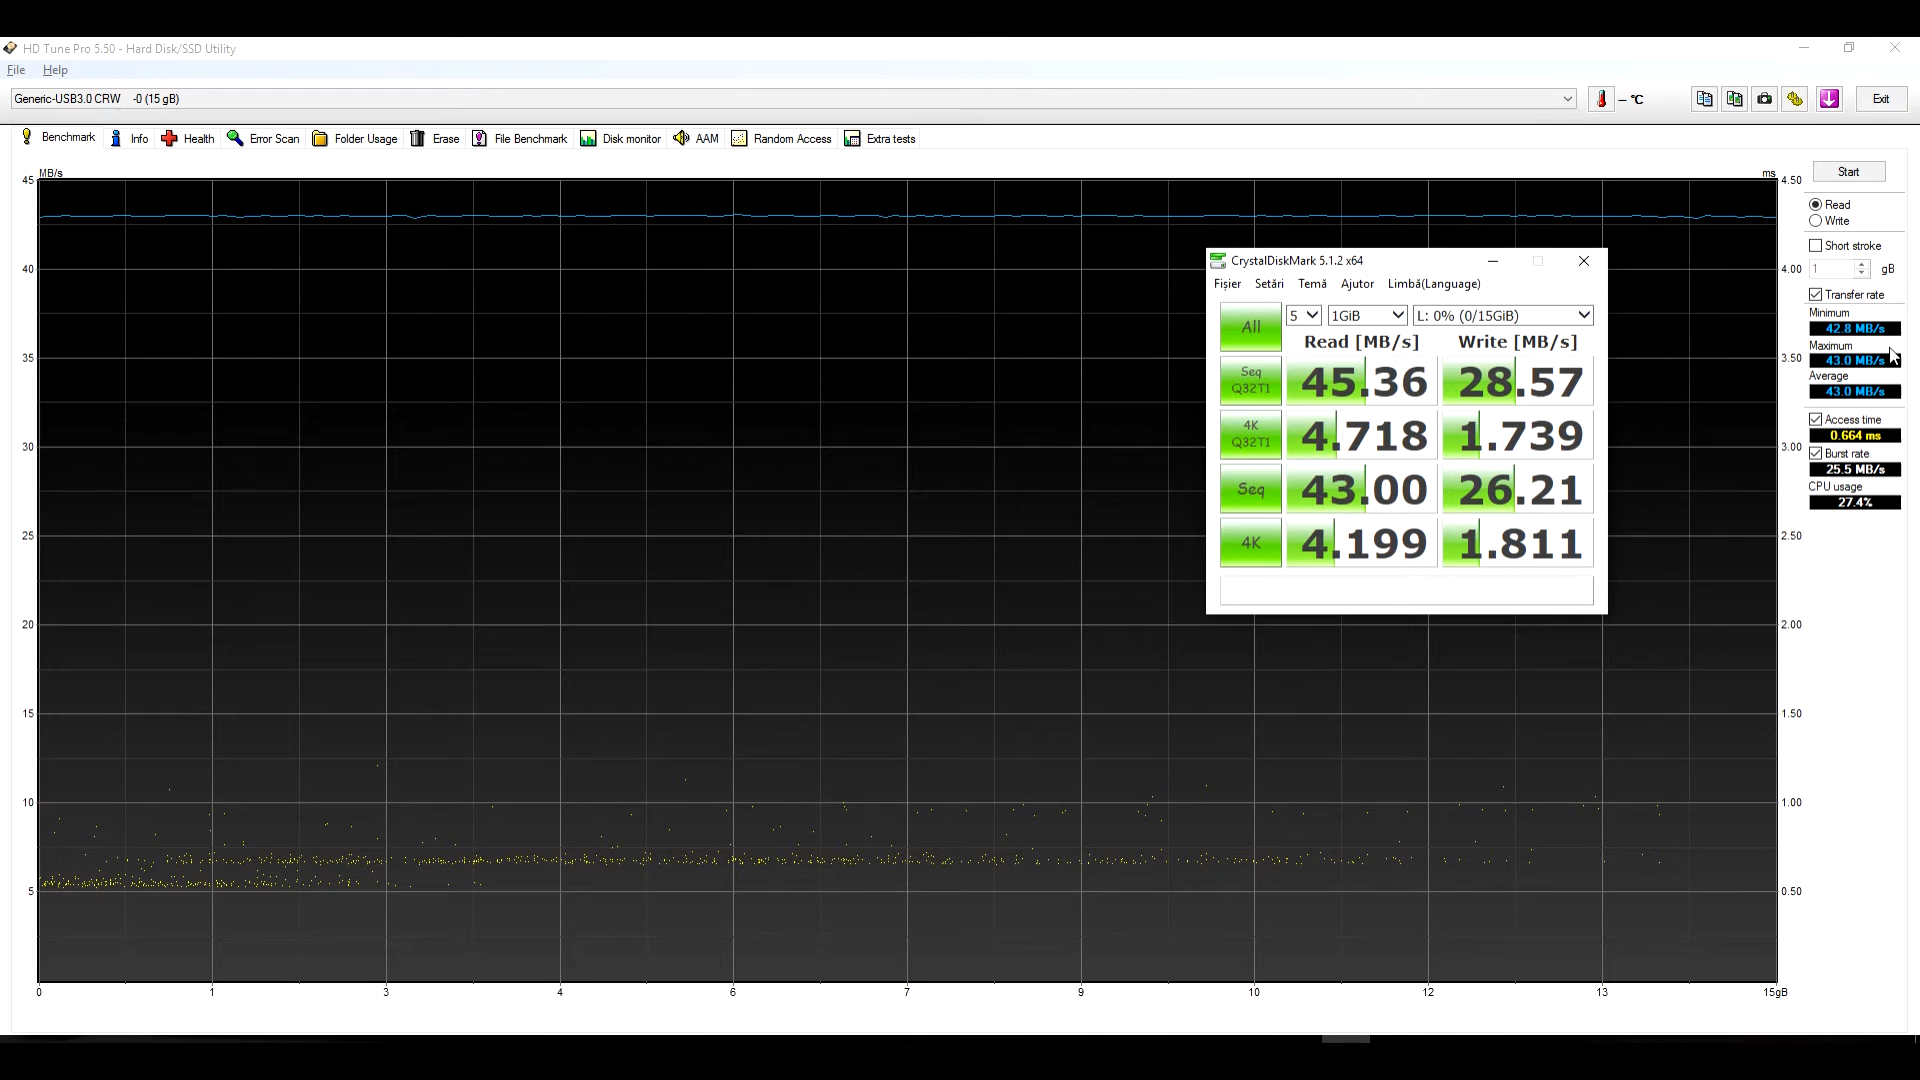 HD Tune Pro 5.50 - Hard Disk/SSD Utility
File Help
Generic-USB3.0 CRW -0 (15 gB)
– °C
Exit
Benchmark Info Health Error Scan Folder Usage Erase File Benchmark Disk monitor AAM Random Access Extra tests
MB/s
ms
45
40
35
30
25
20
15
10
5
4.50
4.00
3.50
3.00
2.50
2.00
1.50
1.00
0.50
0 1 3 4 6 7 9 10 12 13 15gB
Start
Read
Write
Short stroke
1 gB
Transfer rate
Minimum
42.8 MB/s
Maximum
43.0 MB/s
Average
43.0 MB/s
Access time
0.664 ms
Burst rate
25.5 MB/s
CPU usage
27.4%
CrystalDiskMark 5.1.2 x64
Fișier Setări Temă Ajutor Limbă(Language)
All 5 1GiB L: 0% (0/15GiB)
Read [MB/s] Write [MB/s]
Seq
Q32T1
45.36 28.57
4K
Q32T1
4.718 1.739
Seq 43.00 26.21
4K 4.199 1.811